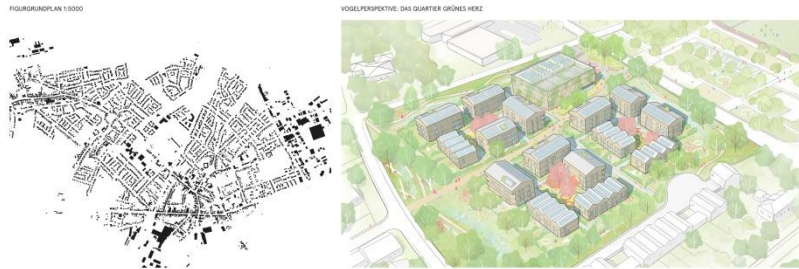 FIGURGRUNDPLAN 1:5000
VOGELPERSPEKTIVE: DAS QUARTIER GRÜNES HERZ